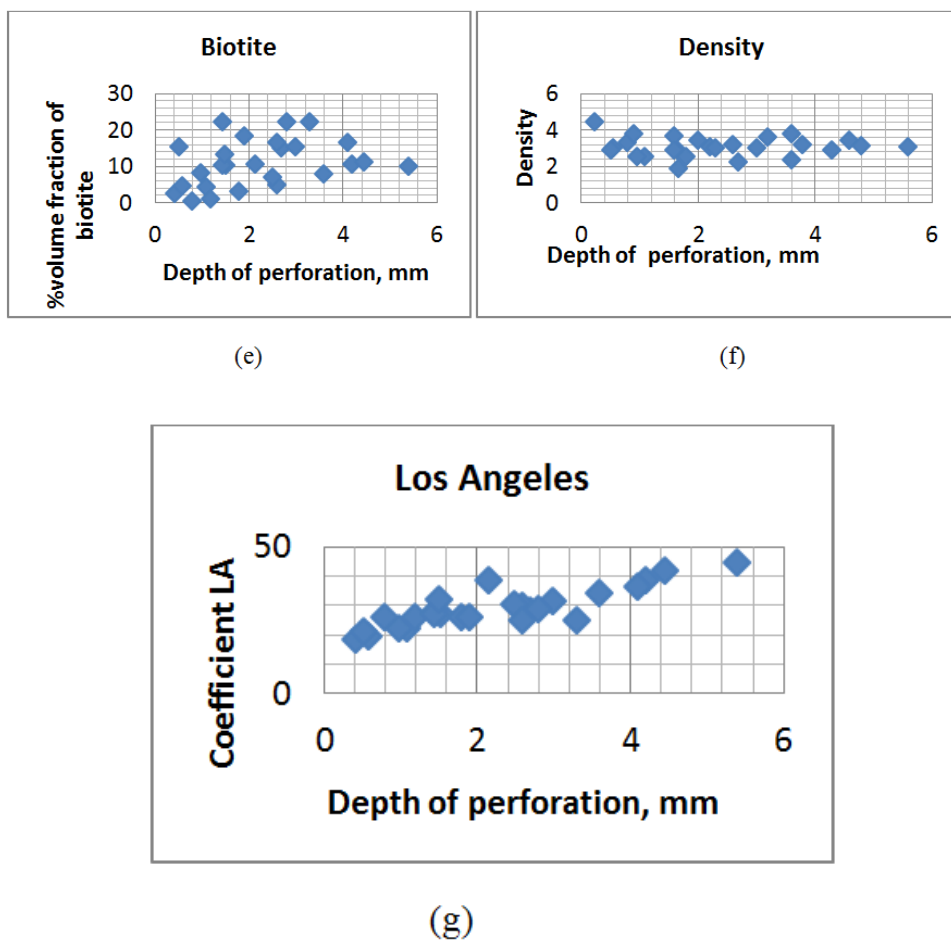 Biotite
%volume fraction of
biotite
30
20
10
0
0 2 4 6
Depth of perforation, mm
(e)
Density
Density
6
4
2
0
0 2 4 6
Depth of perforation, mm
(f)
Los Angeles
Coefficient LA
50
0
0 2 4 6
Depth of perforation, mm
(g)